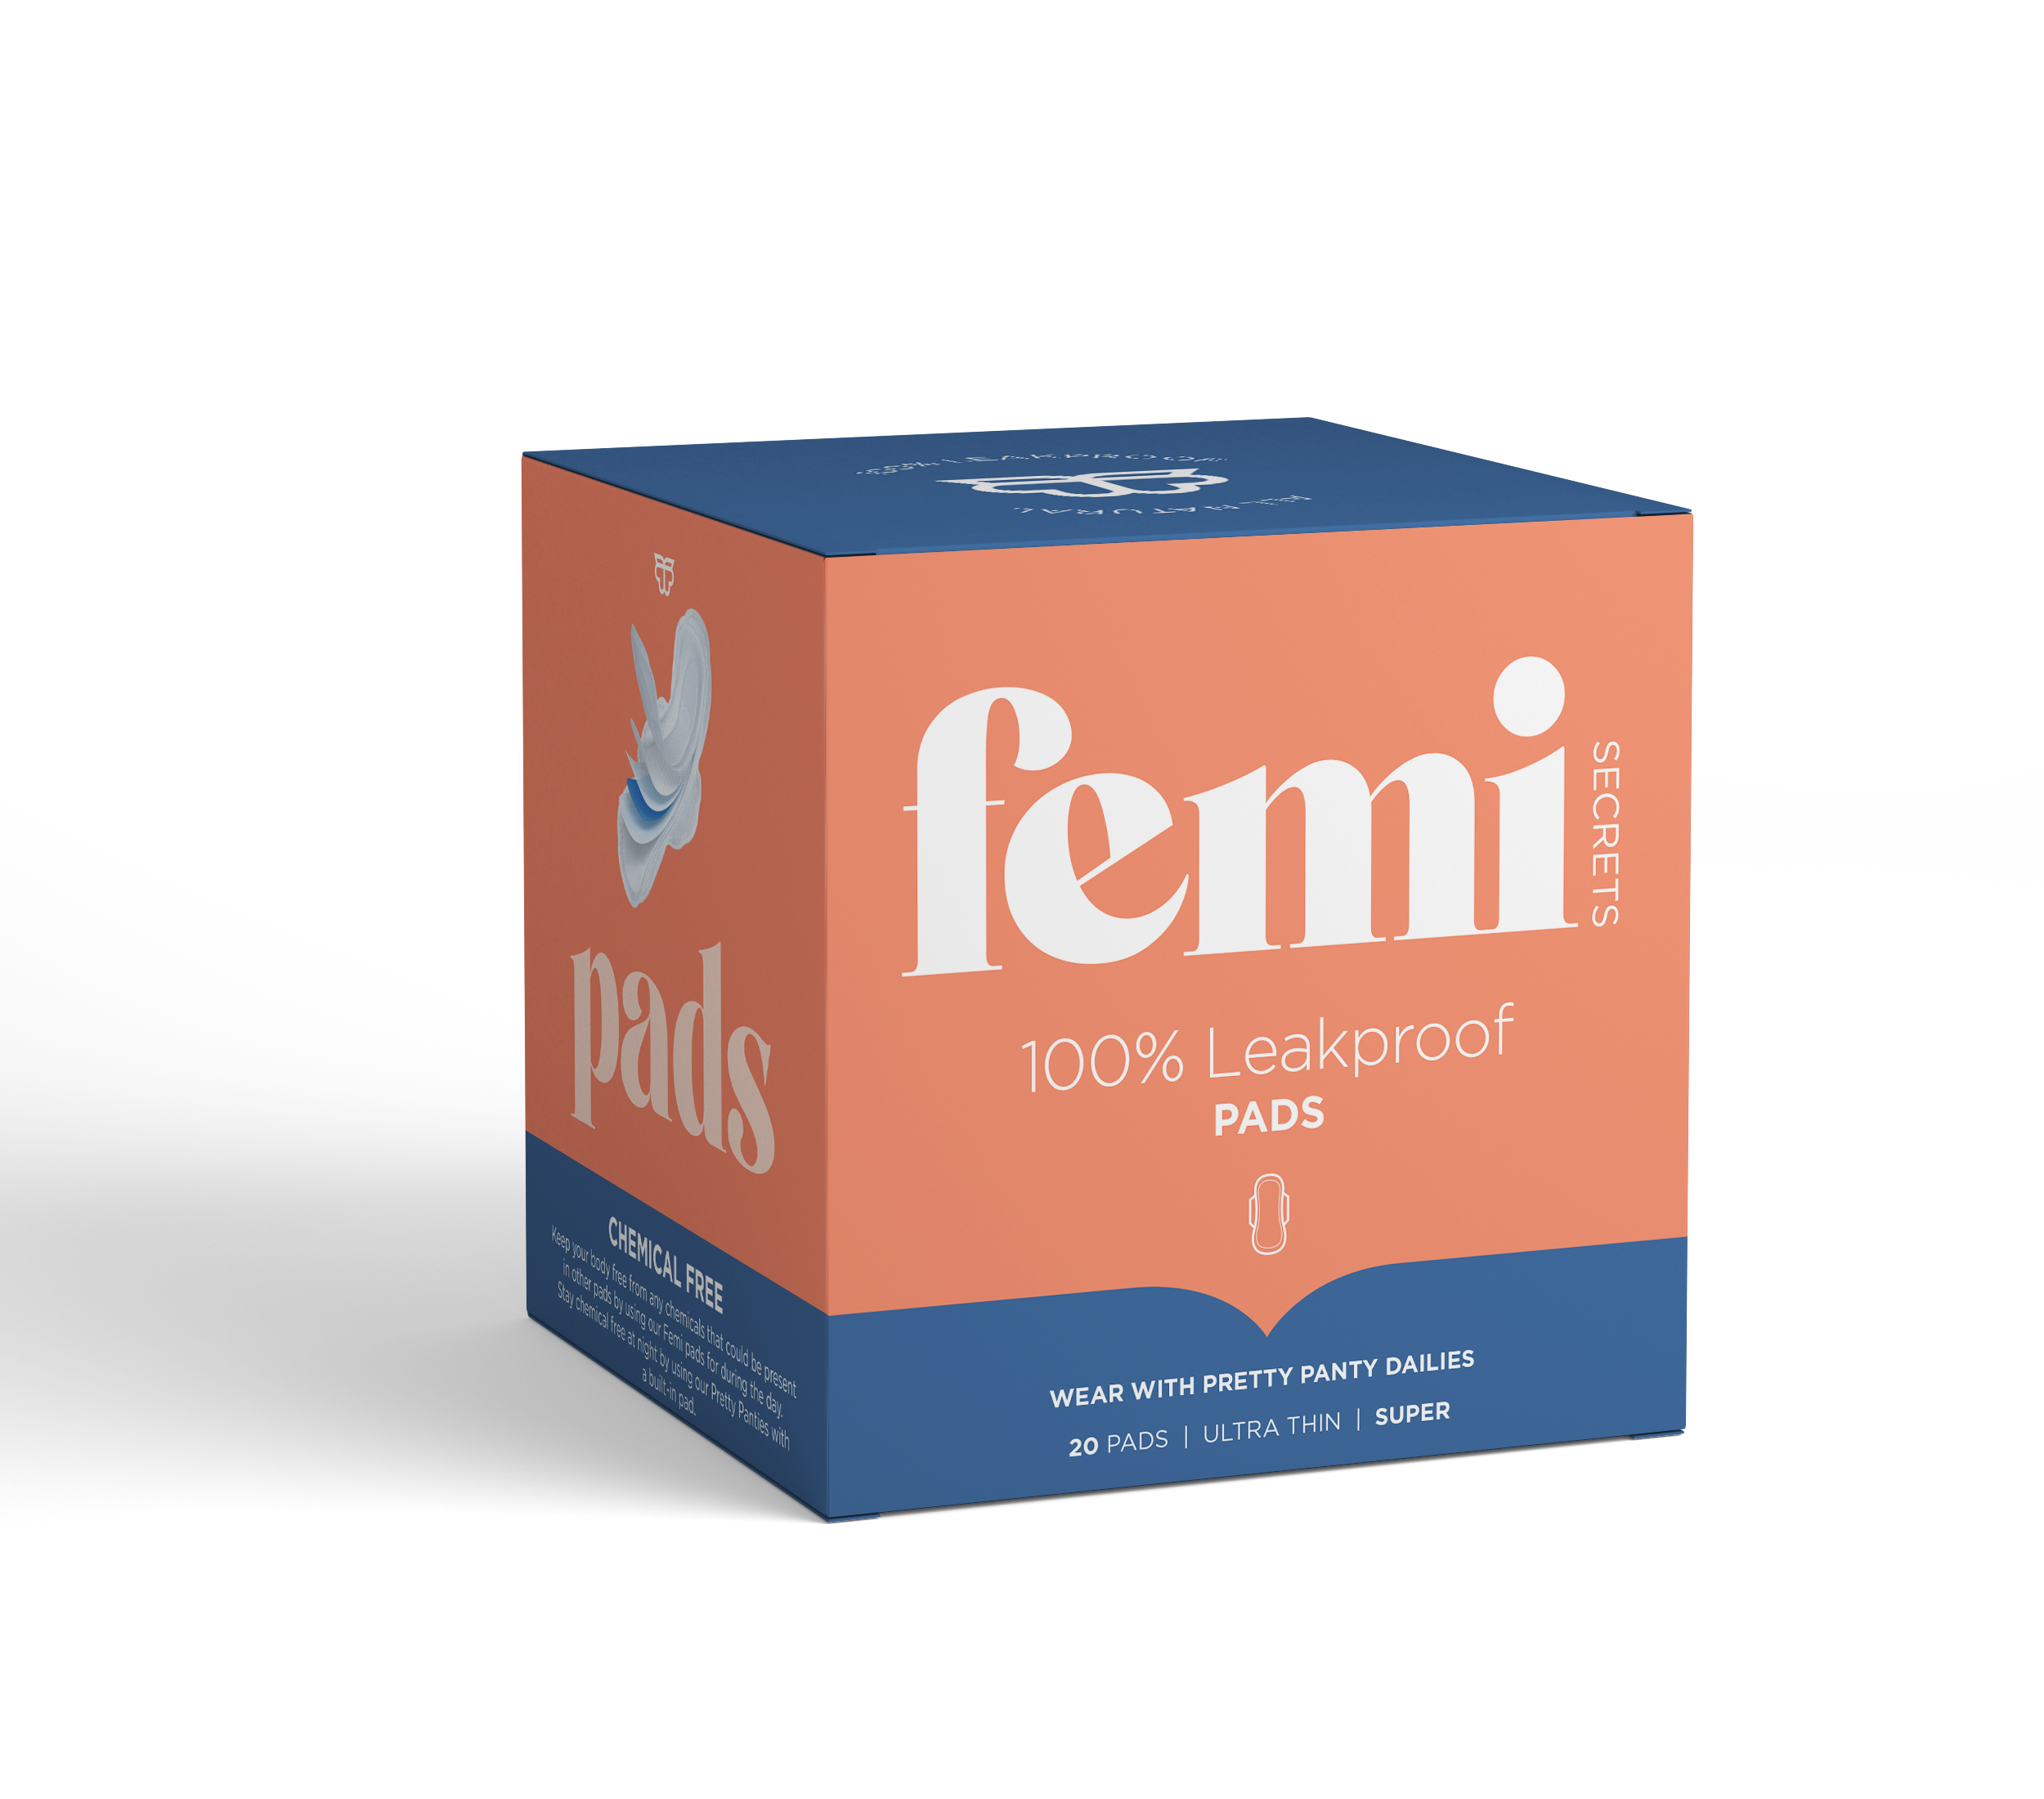 LEAKPROOF
NATURAL
femi
SECRETS
100% Leakproof
PADS
WEAR WITH PRETTY PANTY DAILIES
20 PADS | ULTRA THIN | SUPER
pads
CHEMICAL FREE
Keep your body free from any chemicals that could be present
in other pads by using our Femi pads for during the day.
Stay chemical free at night by using our Pretty Panties with
a built-in pad.